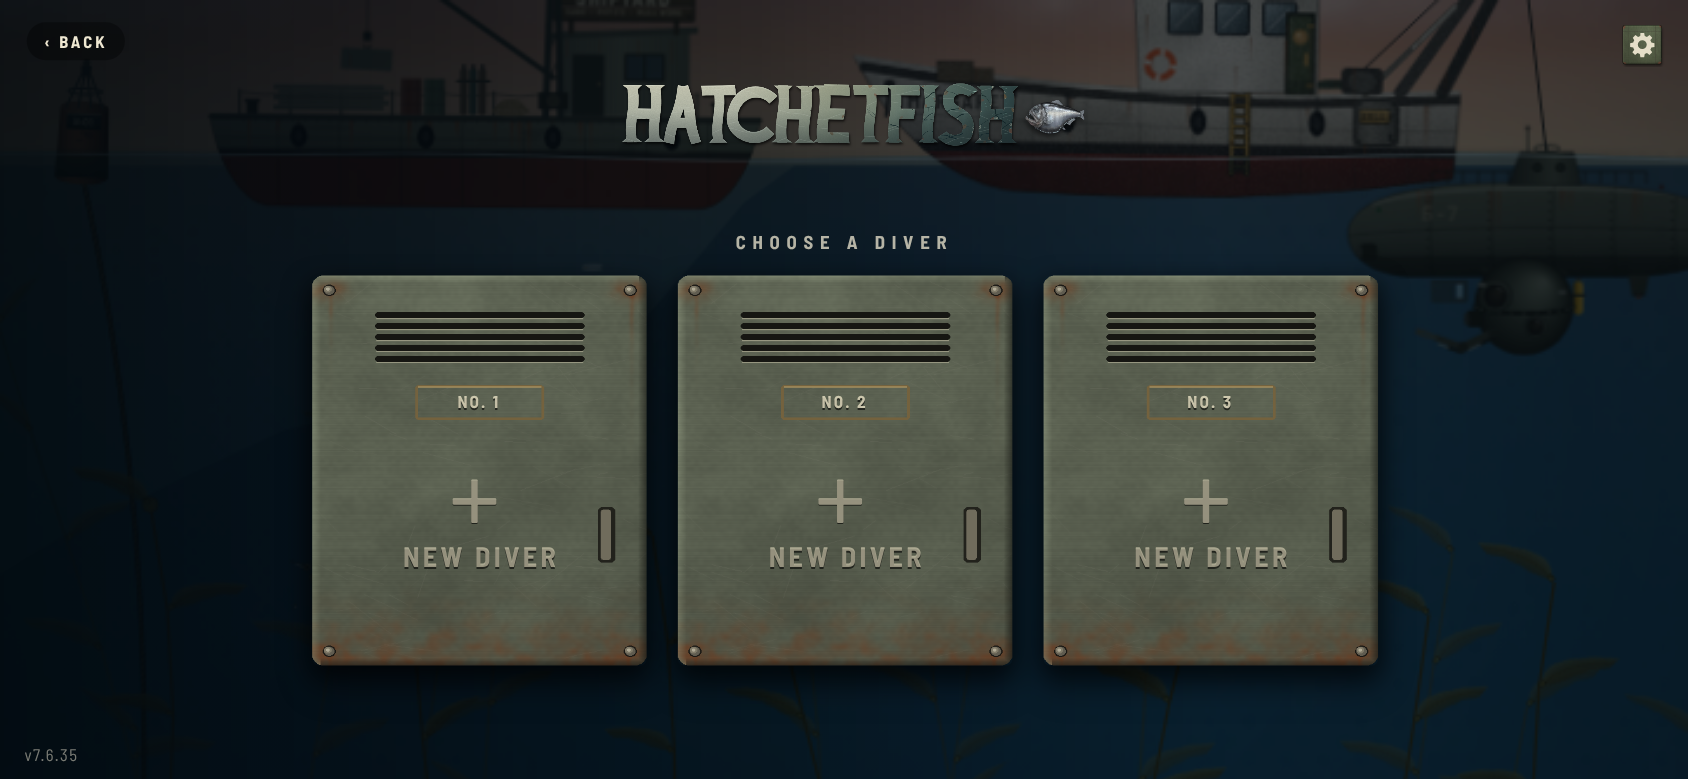 ‹ BACK
HATCHETFISH
CHOOSE A DIVER
NO. 1
NEW DIVER
NO. 2
NEW DIVER
NO. 3
NEW DIVER
v7.6.35